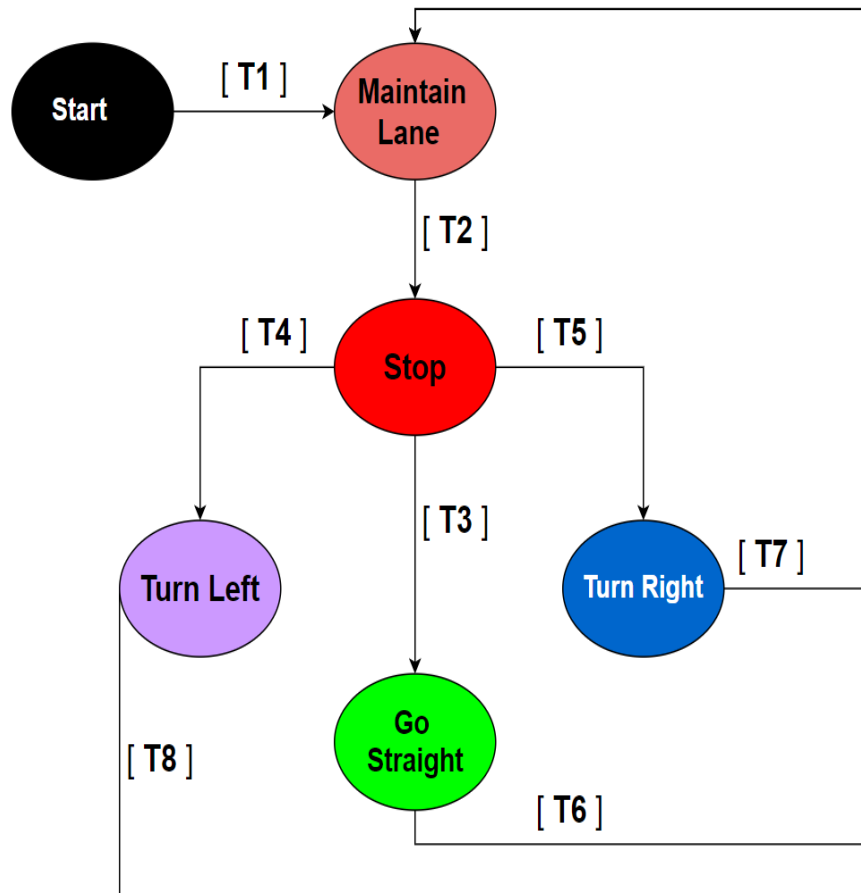 Start
[ T1 ]
Maintain
Lane
[ T2 ]
[ T4 ]
Stop
[ T5 ]
[ T3 ]
Turn Left
Turn Right
[ T7 ]
Go
Straight
[ T8 ]
[ T6 ]